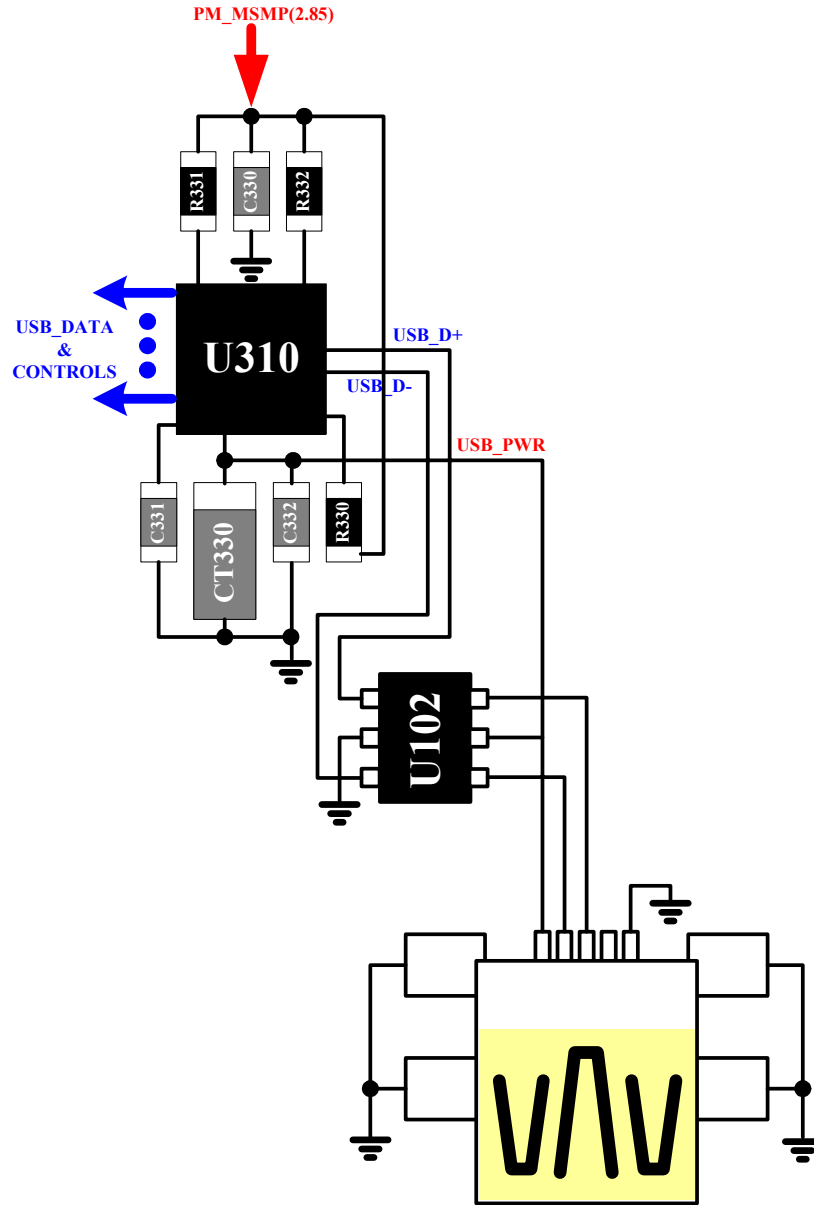 PM_MSMP(2.85)
R331
C330
R332
USB_DATA
&
CONTROLS
U310
USB_D+
USB_D-
USB_PWR
C331
CT330
C332
R330
U102